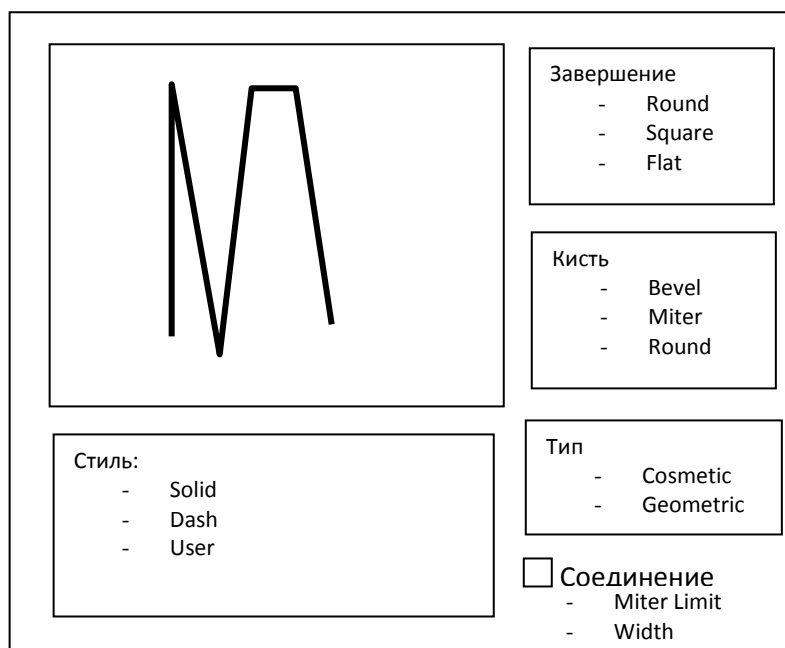 Завершение
- Round
- Square
- Flat
Кисть
- Bevel
- Miter
- Round
Стиль:
- Solid
- Dash
- User
Тип
- Cosmetic
- Geometric
Соединение
- Miter Limit
- Width